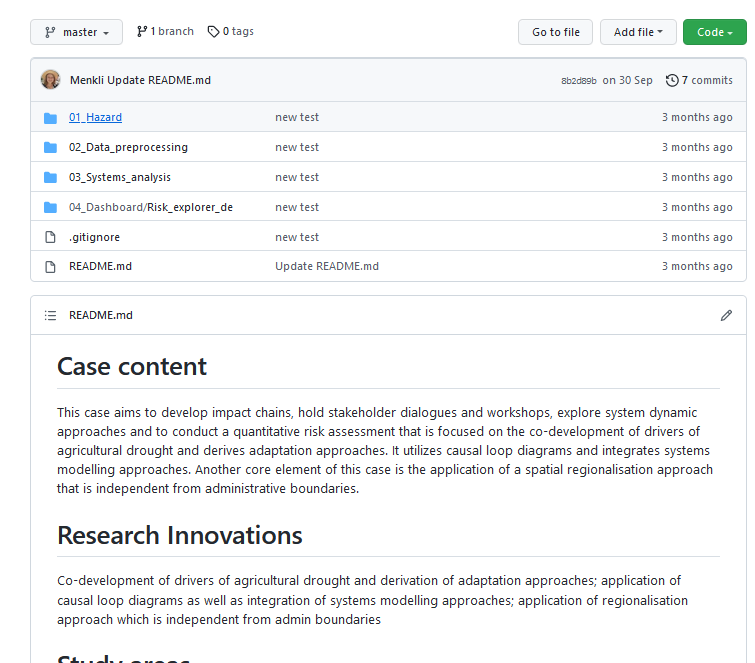 master 1 branch 0 tags Go to file Add file Code
Menkli Update README.md 8b2d89b on 30 Sep 7 commits
01_Hazard new test 3 months ago
02_Data_preprocessing new test 3 months ago
03_Systems_analysis new test 3 months ago
04_Dashboard/Risk_explorer_de new test 3 months ago
.gitignore new test 3 months ago
README.md Update README.md 3 months ago
README.md
Case content
This case aims to develop impact chains, hold stakeholder dialogues and workshops, explore system dynamic
approaches and to conduct a quantitative risk assessment that is focused on the co-development of drivers of
agricultural drought and derives adaptation approaches. It utilizes causal loop diagrams and integrates systems
modelling approaches. Another core element of this case is the application of a spatial regionalisation approach
that is independent from administrative boundaries.
Research Innovations
Co-development of drivers of agricultural drought and derivation of adaptation approaches; application of
causal loop diagrams as well as integration of systems modelling approaches; application of regionalisation
approach which is independent from admin boundaries
Study areas